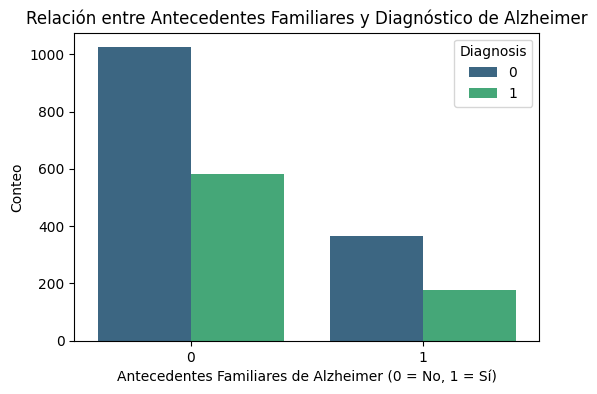 Relación entre Antecedentes Familiares y Diagnóstico de Alzheimer
Diagnosis
0
1
Conteo
1000
800
600
400
200
0
0
1
Antecedentes Familiares de Alzheimer (0 = No, 1 = Sí)